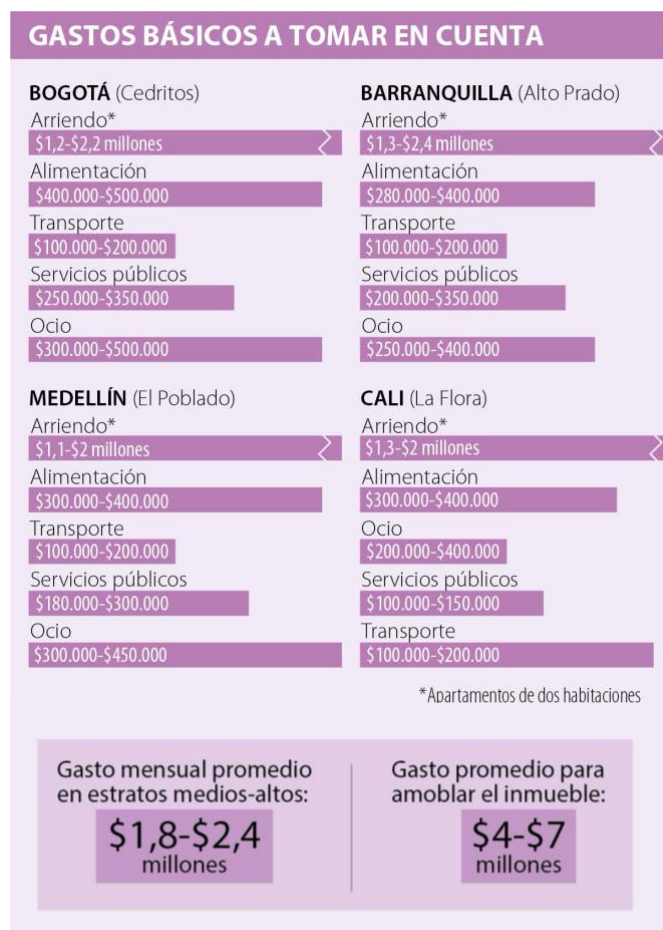 GASTOS BÁSICOS A TOMAR EN CUENTA
BOGOTÁ (Cedritos)
Arriendo*
$1,2-$2,2 millones
Alimentación
$400.000-$500.000
Transporte
$100.000-$200.000
Servicios públicos
$250.000-$350.000
Ocio
$300.000-$500.000
BARRANQUILLA (Alto Prado)
Arriendo*
$1,3-$2,4 millones
Alimentación
$280.000-$400.000
Transporte
$100.000-$200.000
Servicios públicos
$200.000-$350.000
Ocio
$250.000-$400.000
MEDELLÍN (El Poblado)
Arriendo*
$1,1-$2 millones
Alimentación
$300.000-$400.000
Transporte
$100.000-$200.000
Servicios públicos
$180.000-$300.000
Ocio
$300.000-$450.000
CALI (La Flora)
Arriendo*
$1,3-$2 millones
Alimentación
$300.000-$400.000
Ocio
$200.000-$400.000
Servicios públicos
$100.000-$150.000
Transporte
$100.000-$200.000
*Apartamentos de dos habitaciones
Gasto mensual promedio
en estratos medios-altos:
$1,8-$2,4
millones
Gasto promedio para
amoblar el inmueble:
$4-$7
millones